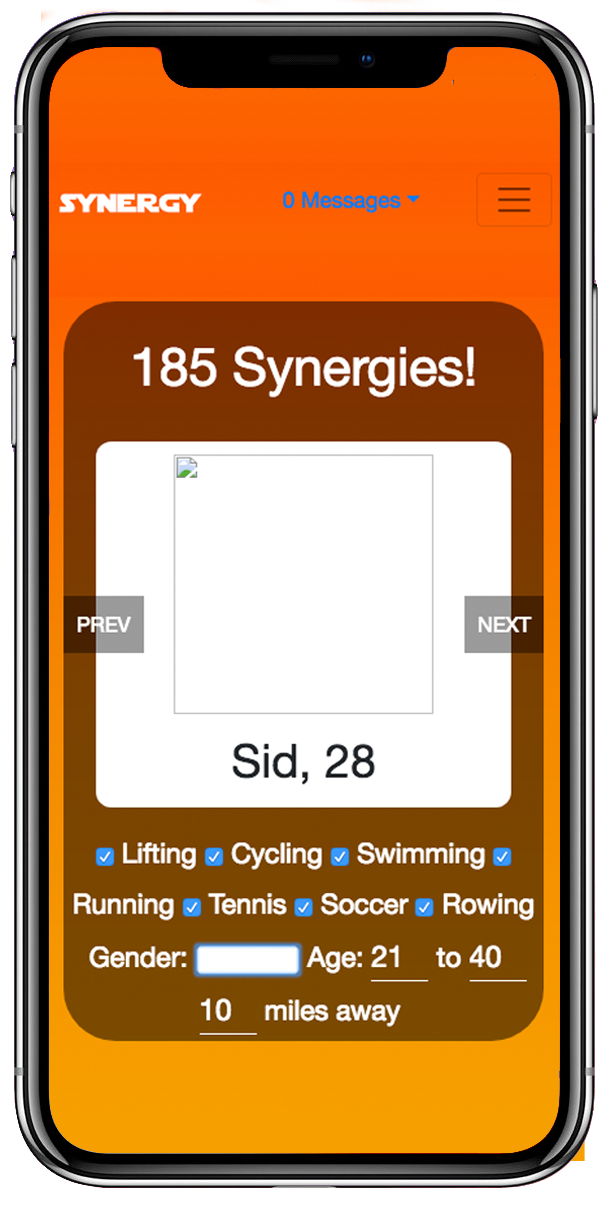 SYNERGY
0 Messages
185 Synergies!
PREV
NEXT
Sid, 28
Lifting Cycling Swimming
Running Tennis Soccer Rowing
Gender: Age: 21 to 40
10 miles away